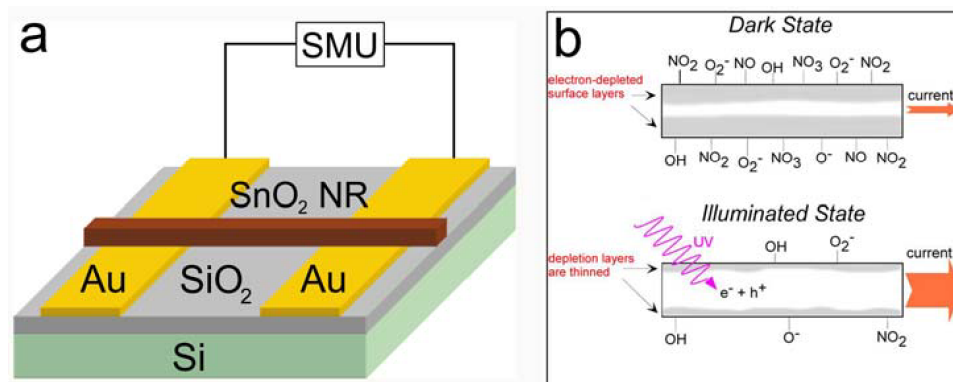 a
SMU
SnO₂ NR
Au
SiO₂
Au
Si
b
Dark State
NO₂ O₂⁻ NO OH NO₃ O₂⁻ NO₂
electron-depleted
surface layers
current
OH NO₂ O₂⁻ NO₃ O⁻ NO NO₂
Illuminated State
UV
OH O₂⁻
depletion layers
are thinned
current
e⁻ + h⁺
OH O⁻ NO₂